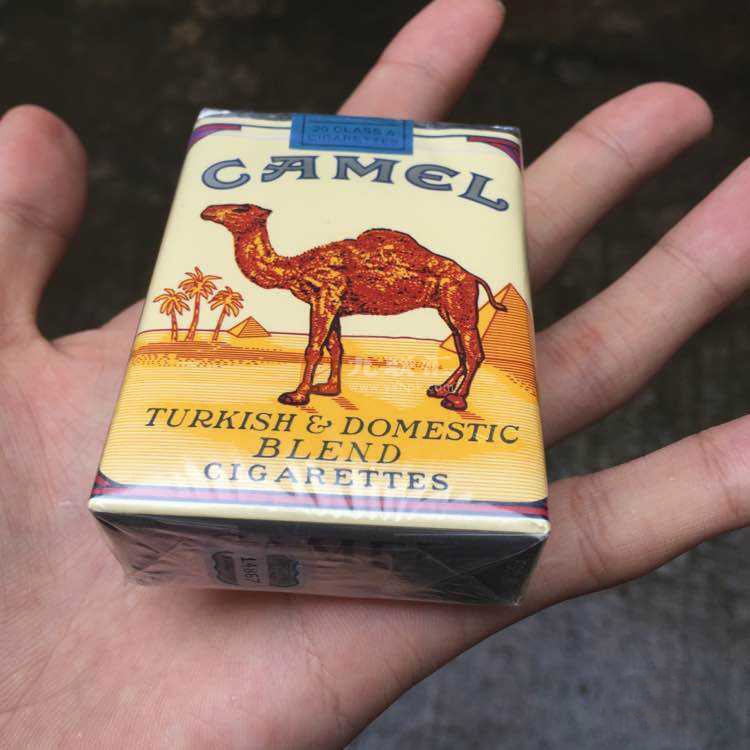 20 CLASS A
CIGARETTES
CAMEL
TURKISH & DOMESTIC
BLEND
CIGARETTES